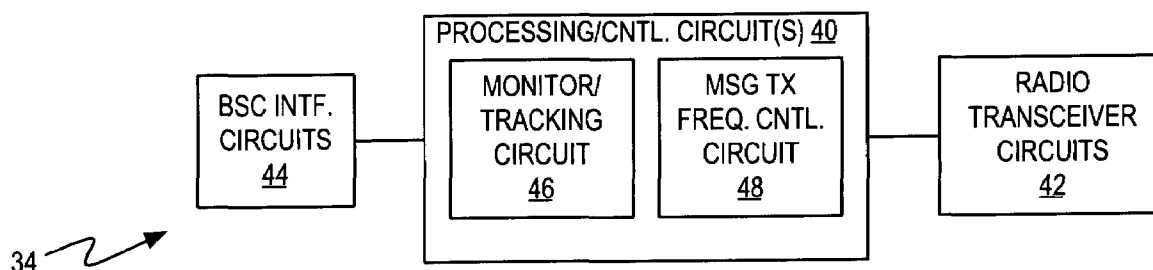 PROCESSING/CNTL. CIRCUIT(S) 40
BSC INTF.
CIRCUITS
44
MONITOR/
TRACKING
CIRCUIT
46
MSG TX
FREQ. CNTL.
CIRCUIT
48
RADIO
TRANSCEIVER
CIRCUITS
42
34